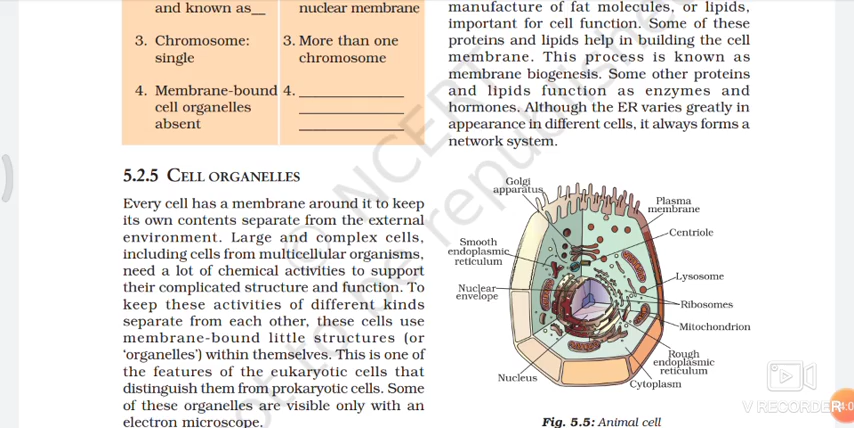 and known as__
nuclear membrane
3. Chromosome:
single
3. More than one
chromosome
4. Membrane-bound
cell organelles
absent
4. ______________
______________
______________
5.2.5 CELL ORGANELLES
Every cell has a membrane around it to keep
its own contents separate from the external
environment. Large and complex cells,
including cells from multicellular organisms,
need a lot of chemical activities to support
their complicated structure and function. To
keep these activities of different kinds
separate from each other, these cells use
membrane-bound little structures (or
‘organelles’) within themselves. This is one of
the features of the eukaryotic cells that
distinguish them from prokaryotic cells. Some
of these organelles are visible only with an
electron microscope.
manufacture of fat molecules, or lipids,
important for cell function. Some of these
proteins and lipids help in building the cell
membrane. This process is known as
membrane biogenesis. Some other proteins
and lipids function as enzymes and
hormones. Although the ER varies greatly in
appearance in different cells, it always forms a
network system.
Golgi
apparatus
Plasma
membrane
Centriole
Smooth
endoplasmic
reticulum
Lysosome
Nuclear
envelope
Ribosomes
Mitochondrion
Rough
endoplasmic
reticulum
Nucleus
Cytoplasm
Fig. 5.5: Animal cell
© NCERT
not to be republished
V RECORDER